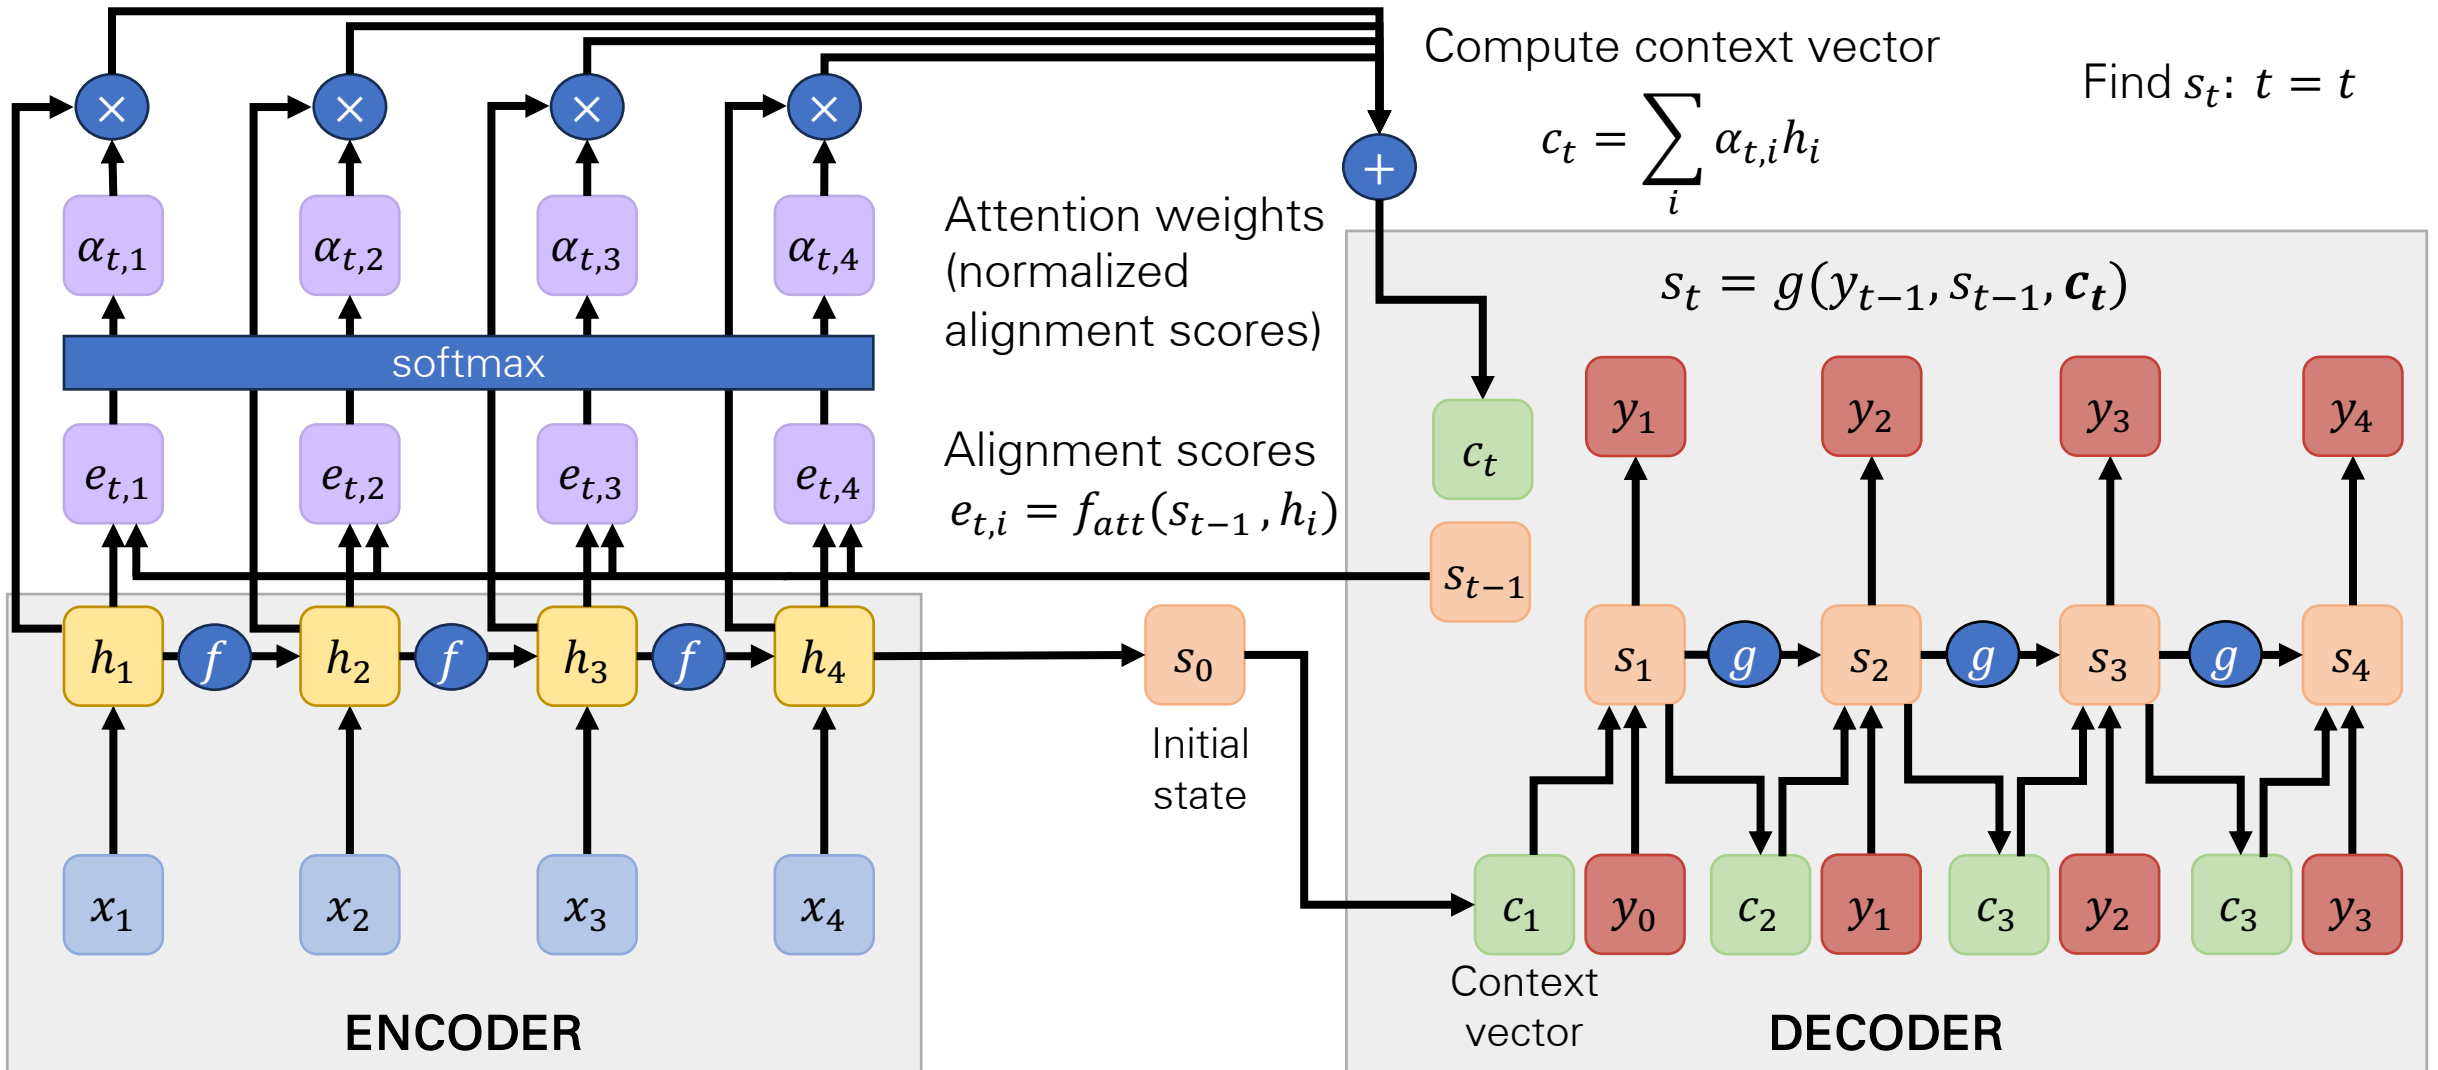 Compute context vector
Find s_t: t = t
× × × ×
c_t = ∑_i α_{t,i} h_i
+
α_{t,1} α_{t,2} α_{t,3} α_{t,4}
Attention weights
(normalized
alignment scores)
s_t = g(y_{t−1}, s_{t−1}, c_t)
softmax
e_{t,1} e_{t,2} e_{t,3} e_{t,4}
Alignment scores
e_{t,i} = f_{att}(s_{t−1}, h_i)
c_t
y_1 y_2 y_3 y_4
s_{t−1}
h_1 f h_2 f h_3 f h_4
s_0
s_1 g s_2 g s_3 g s_4
Initial
state
x_1 x_2 x_3 x_4
c_1 y_0 c_2 y_1 c_3 y_2 c_3 y_3
Context
vector
ENCODER
DECODER